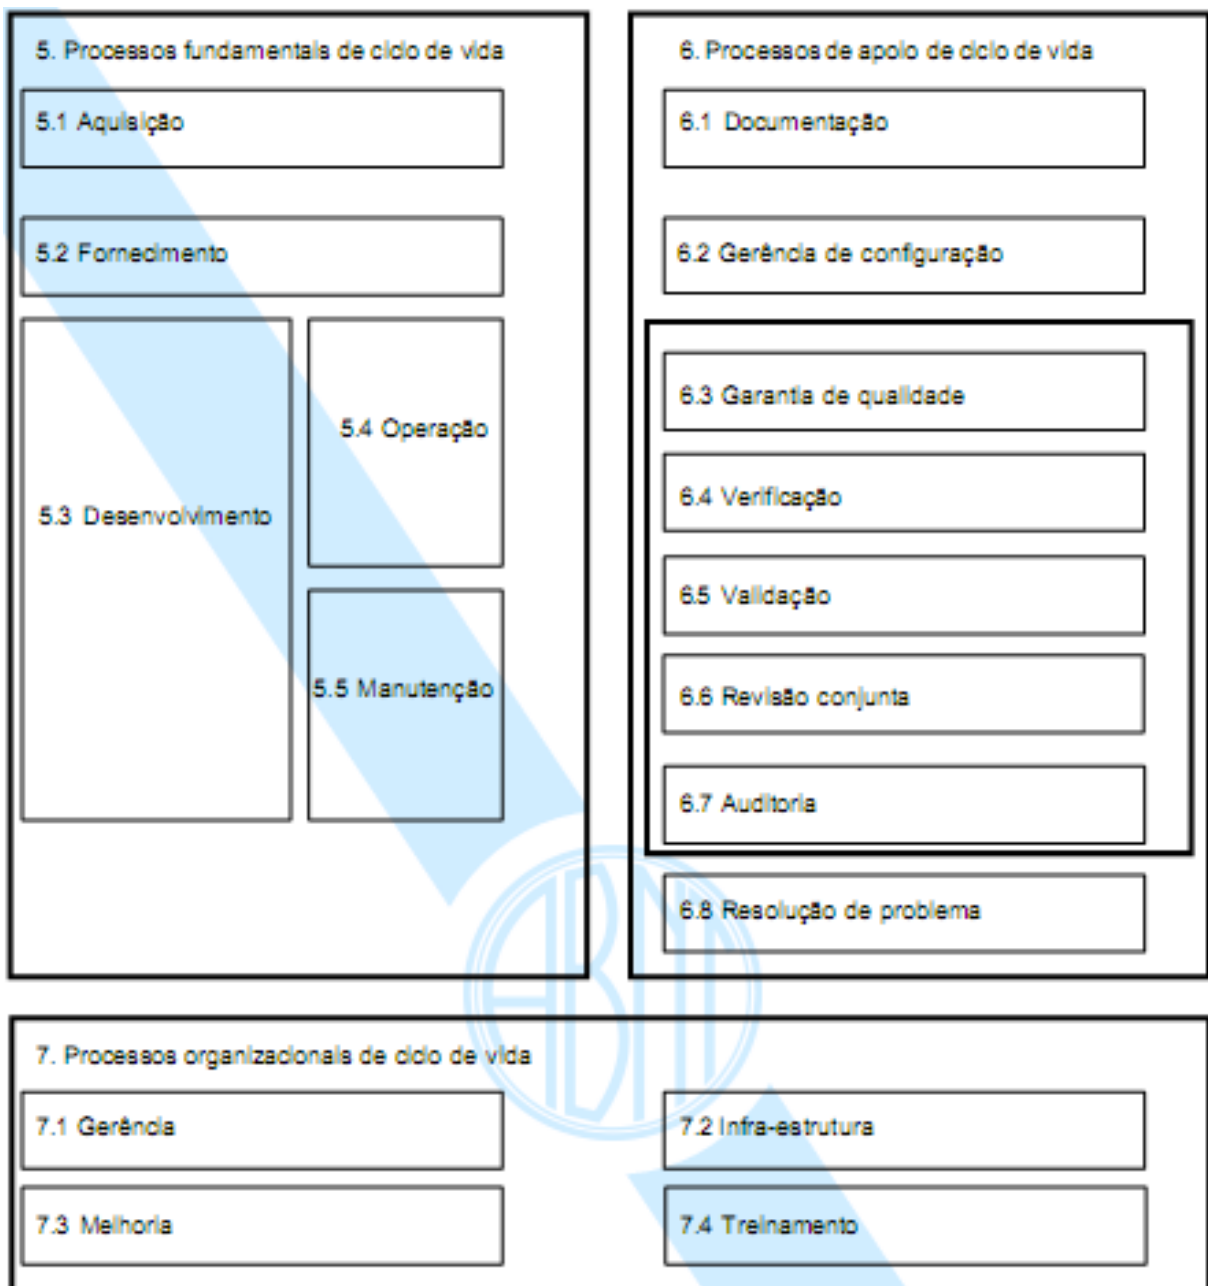 5. Processos fundamentais de ciclo de vida
5.1 Aquisição
5.2 Fornecimento
5.3 Desenvolvimento
5.4 Operação
5.5 Manutenção
6. Processos de apoio de ciclo de vida
6.1 Documentação
6.2 Gerência de configuração
6.3 Garantia de qualidade
6.4 Verificação
6.5 Validação
6.6 Revisão conjunta
6.7 Auditoria
6.8 Resolução de problema
7. Processos organizacionais de ciclo de vida
7.1 Gerência
7.2 Infra-estrutura
7.3 Melhoria
7.4 Treinamento
ABNT